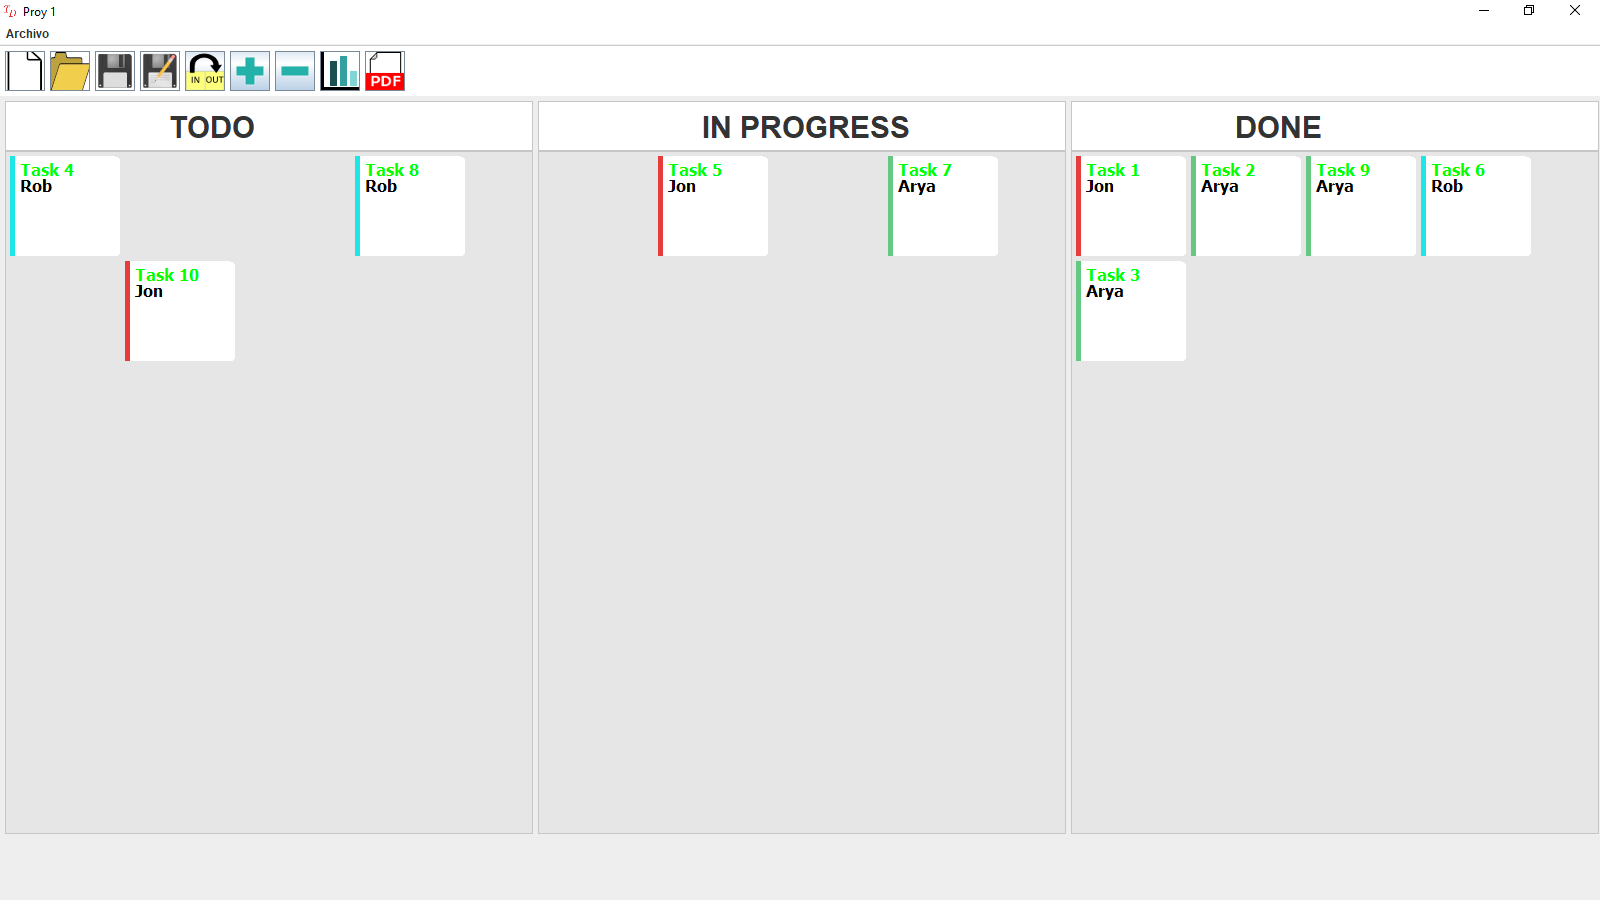 Proy 1
Archivo
IN OUT
PDF
TODO
Task 4
Rob
Task 8
Rob
Task 10
Jon
IN PROGRESS
Task 5
Jon
Task 7
Arya
DONE
Task 1
Jon
Task 2
Arya
Task 9
Arya
Task 6
Rob
Task 3
Arya